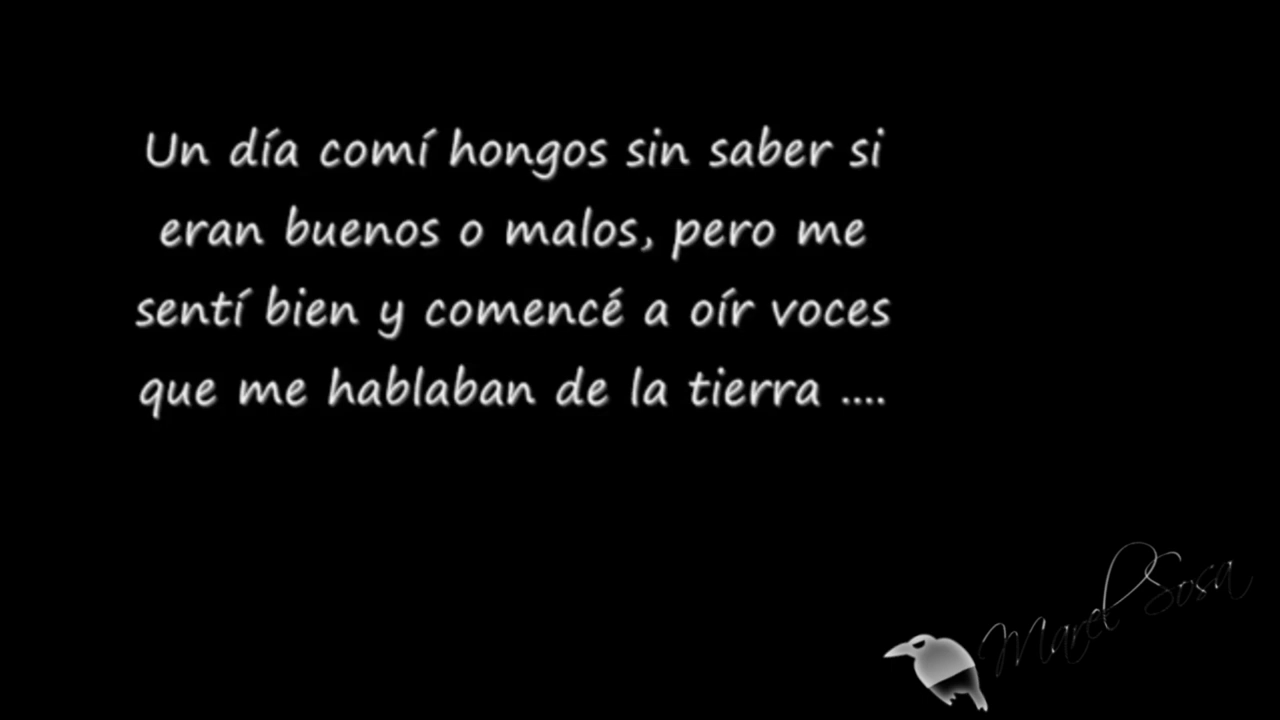 Un día comí hongos sin saber si
eran buenos o malos, pero me
sentí bien y comencé a oír voces
que me hablaban de la tierra ....
Marel Sosa